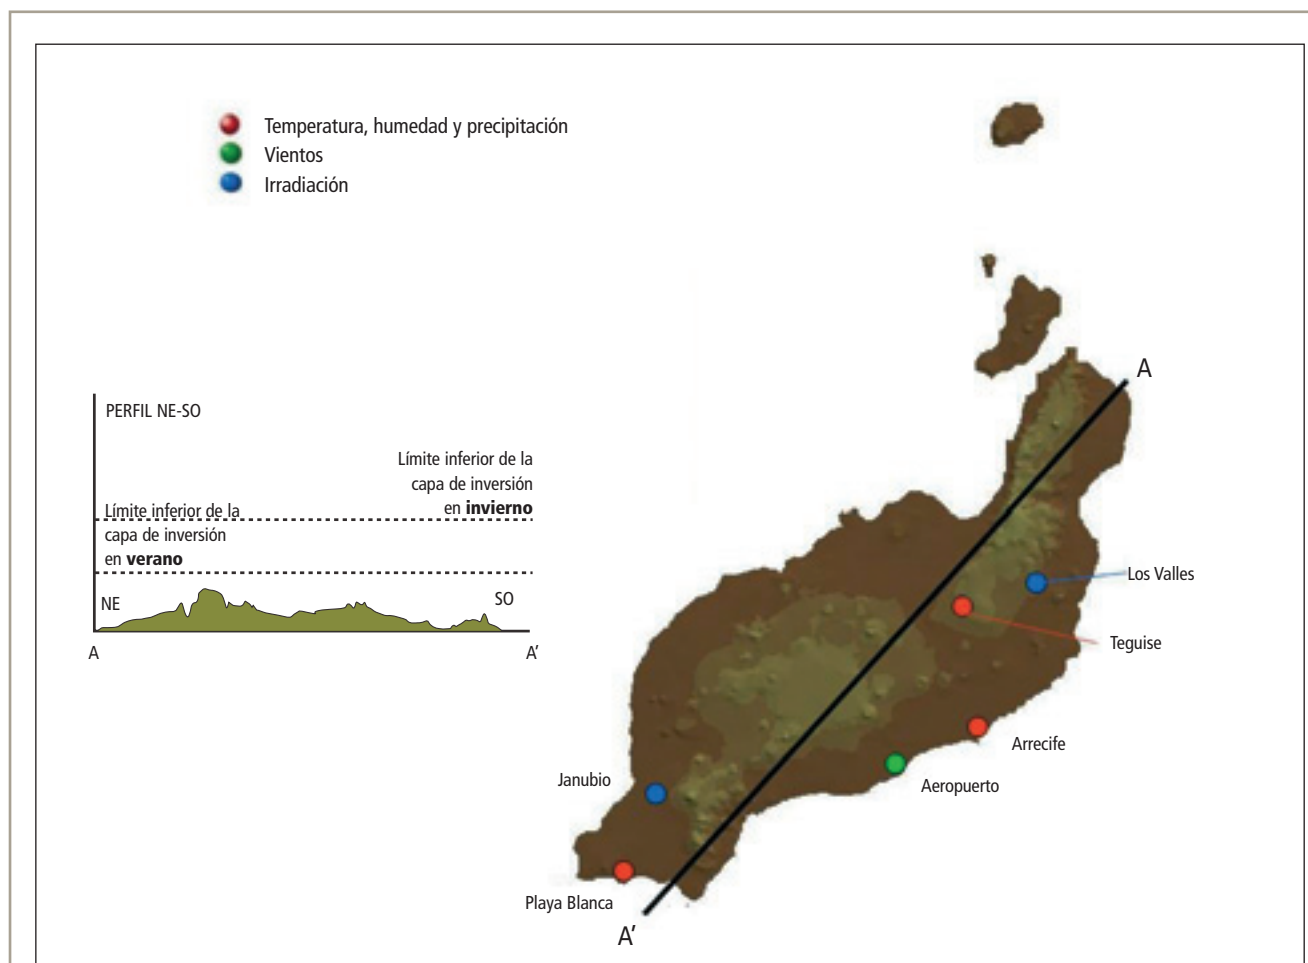 Temperatura, humedad y precipitación
Vientos
Irradiación
A
PERFIL NE-SO
Límite inferior de la
capa de inversión
en invierno
Límite inferior de la
capa de inversión
en verano
NE
SO
A
A'
Los Valles
Teguise
Arrecife
Aeropuerto
Janubio
Playa Blanca
A'